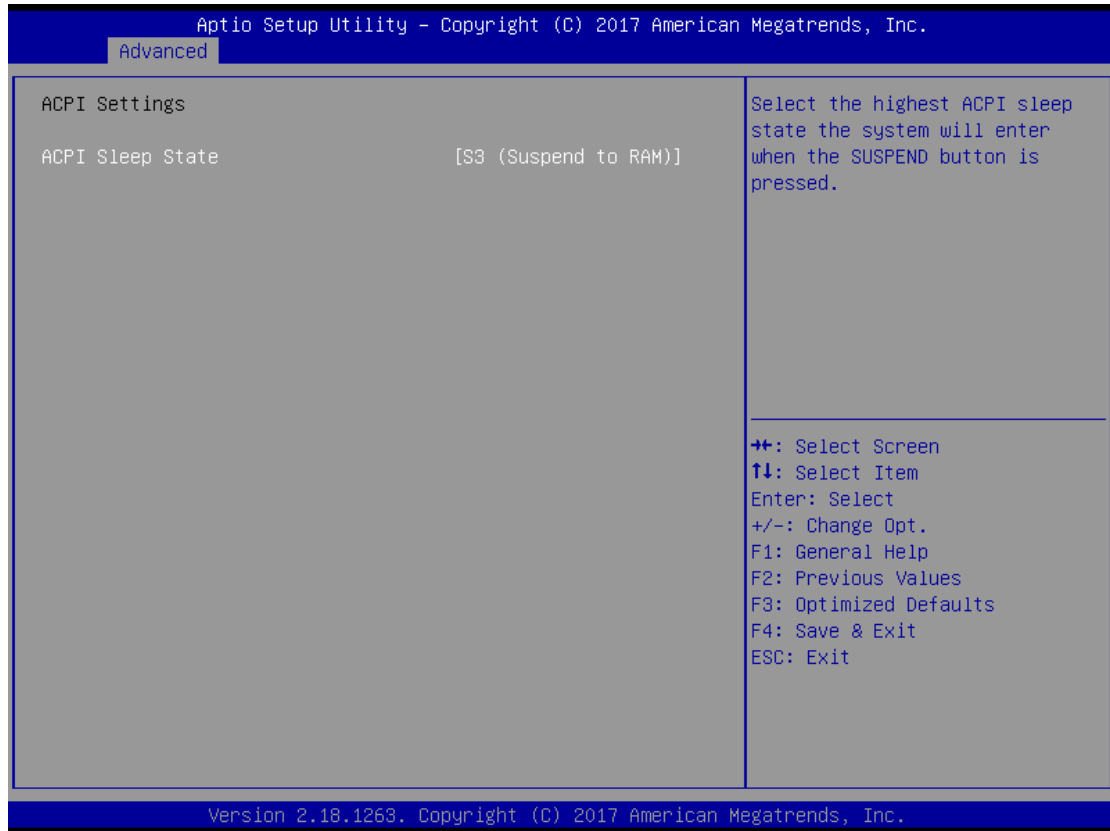 Aptio Setup Utility – Copyright (C) 2017 American Megatrends, Inc.
Advanced
ACPI Settings
ACPI Sleep State [S3 (Suspend to RAM)]
Select the highest ACPI sleep
state the system will enter
when the SUSPEND button is
pressed.
→←: Select Screen
↑↓: Select Item
Enter: Select
+/-: Change Opt.
F1: General Help
F2: Previous Values
F3: Optimized Defaults
F4: Save & Exit
ESC: Exit
Version 2.18.1263. Copyright (C) 2017 American Megatrends, Inc.